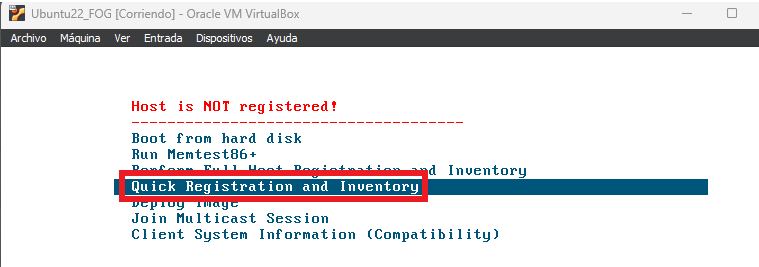 Ubuntu22_FOG [Corriendo] - Oracle VM VirtualBox
Archivo Máquina Ver Entrada Dispositivos Ayuda
Host is NOT registered!
---------------------------------------
Boot from hard disk
Run Memtest86+
Perform Full Host Registration and Inventory
Quick Registration and Inventory
Deploy Image
Join Multicast Session
Client System Information (Compatibility)